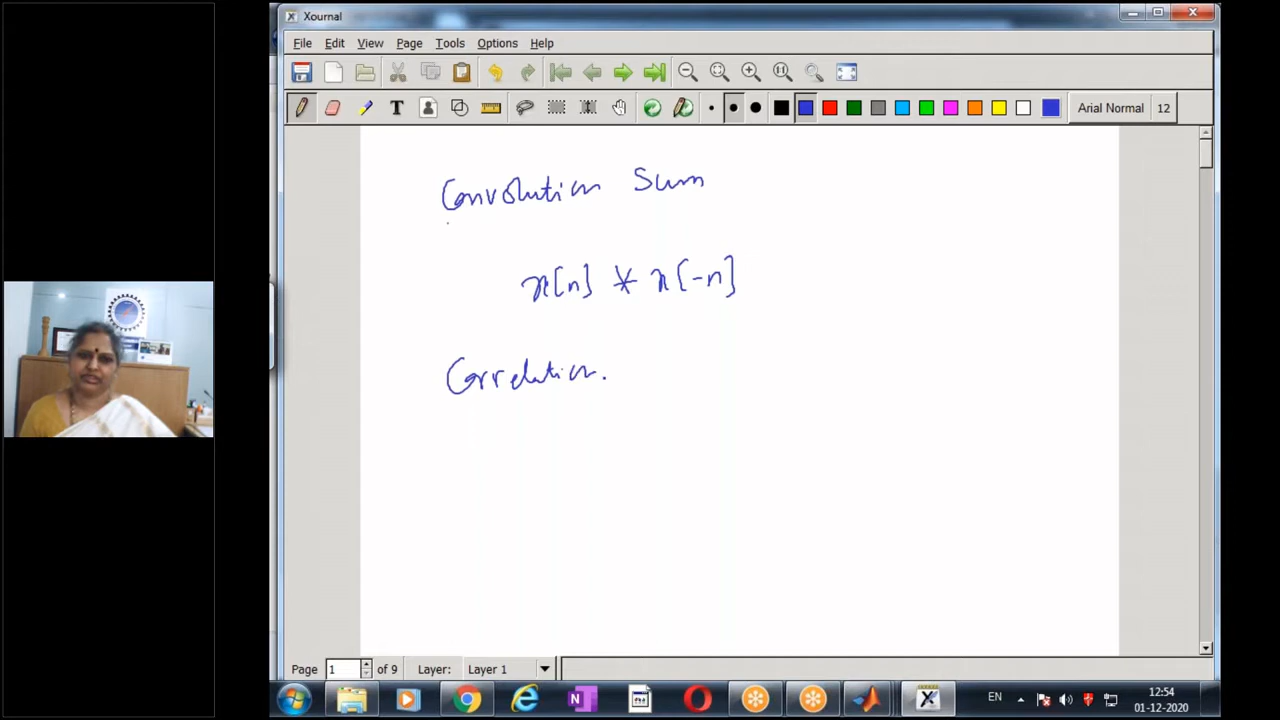 Xournal
File Edit View Page Tools Options Help
Arial Normal 12
Convolution Sum
x[n] * x[-n]
Correlation.
Page 1 of 9 Layer: Layer 1
EN
12:54
01-12-2020